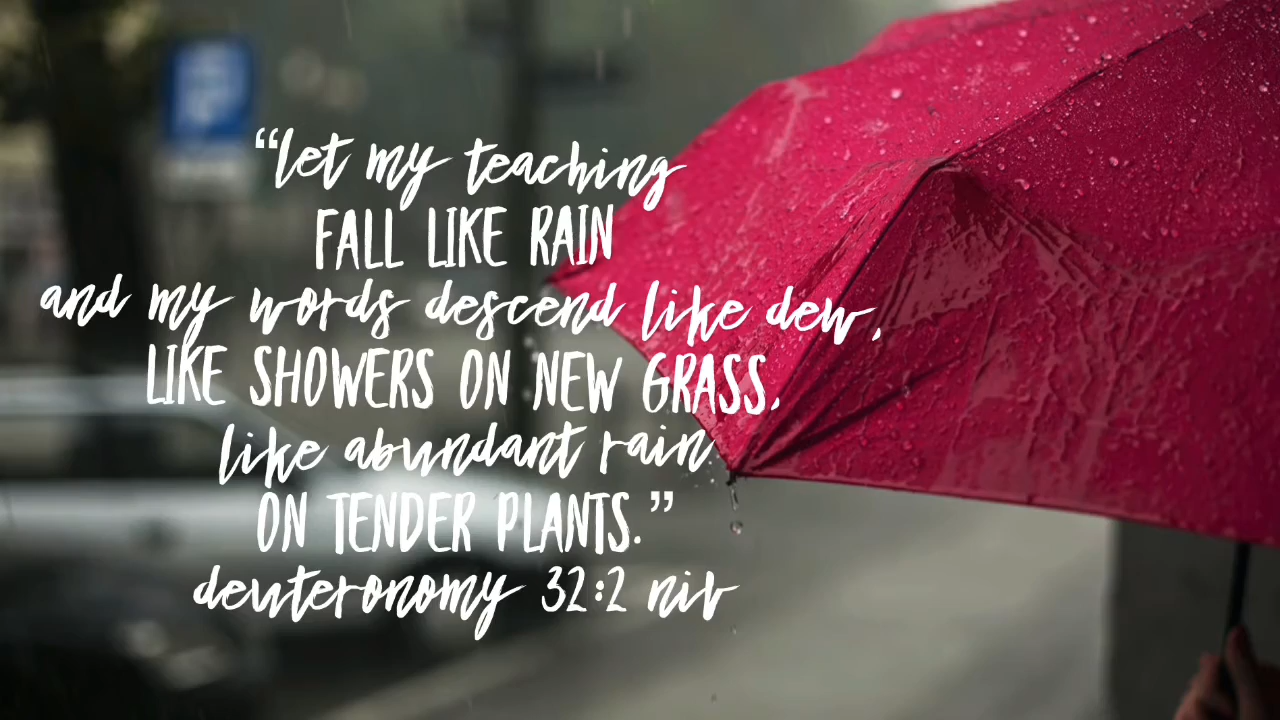 “let my teaching
FALL LIKE RAIN
and my words descend like dew,
LIKE SHOWERS ON NEW GRASS,
like abundant rain
ON TENDER PLANTS.”
deuteronomy 32:2 niv